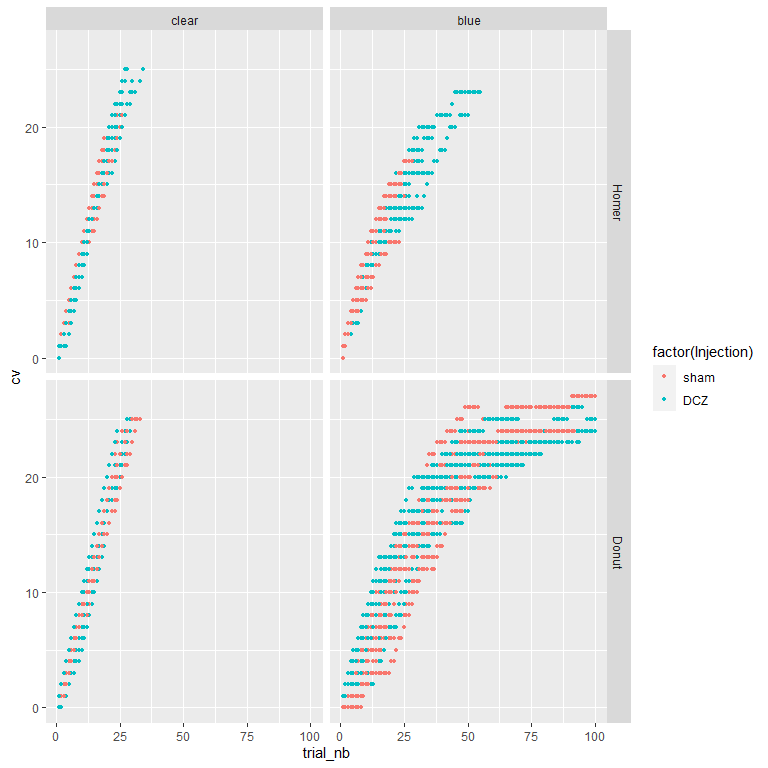 clear
blue
20
10
0
Homer
20
10
0
Donut
cv
0 25 50 75 100
0 25 50 75 100
trial_nb
factor(Injection)
sham
DCZ